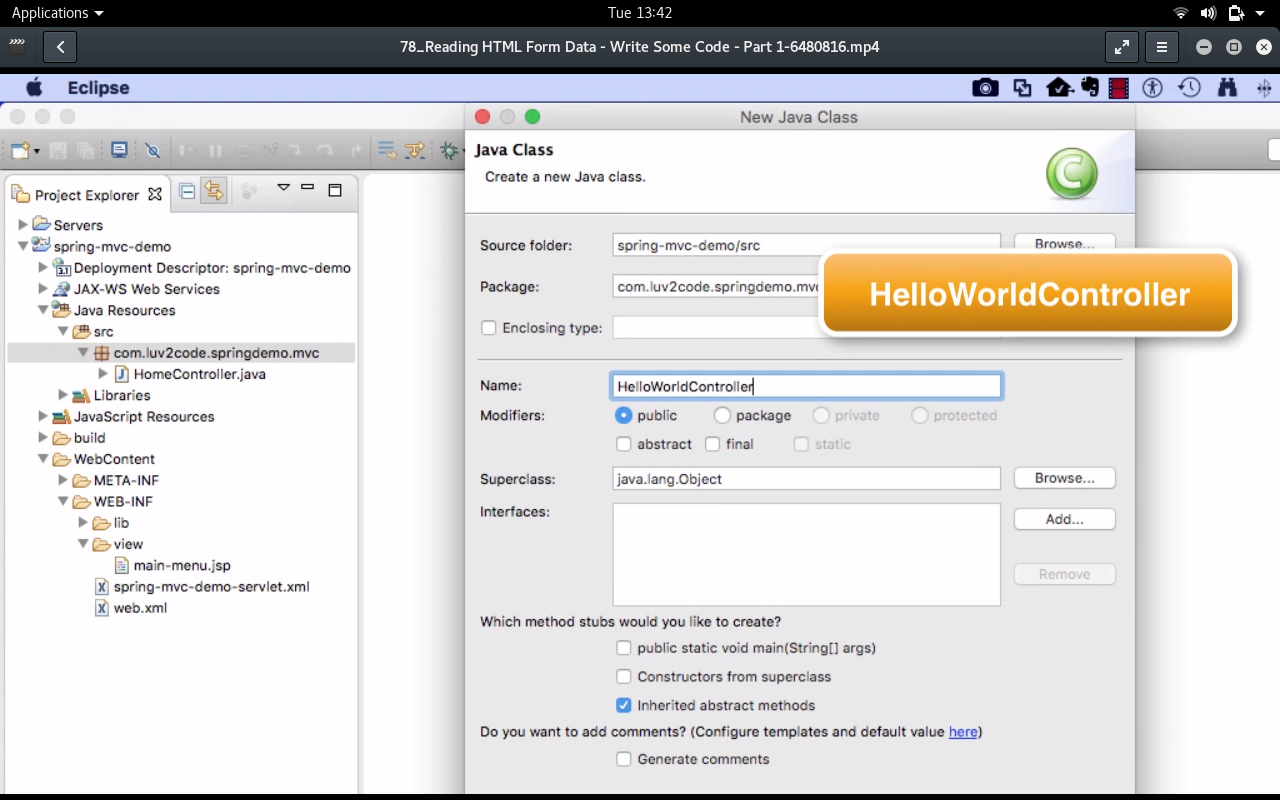 Applications
Tue 13:42
78_Reading HTML Form Data - Write Some Code - Part 1-6480816.mp4
Eclipse
New Java Class
Java Class
Create a new Java class.
Project Explorer
Servers
spring-mvc-demo
Deployment Descriptor: spring-mvc-demo
JAX-WS Web Services
Java Resources
src
com.luv2code.springdemo.mvc
HomeController.java
Libraries
JavaScript Resources
build
WebContent
META-INF
WEB-INF
lib
view
main-menu.jsp
spring-mvc-demo-servlet.xml
web.xml
Source folder: spring-mvc-demo/src Browse...
Package: com.luv2code.springdemo.mvc
HelloWorldController
Enclosing type:
Name: HelloWorldController
Modifiers: public package private protected
abstract final static
Superclass: java.lang.Object Browse...
Interfaces: Add...
Remove
Which method stubs would you like to create?
public static void main(String[] args)
Constructors from superclass
Inherited abstract methods
Do you want to add comments? (Configure templates and default value here)
Generate comments